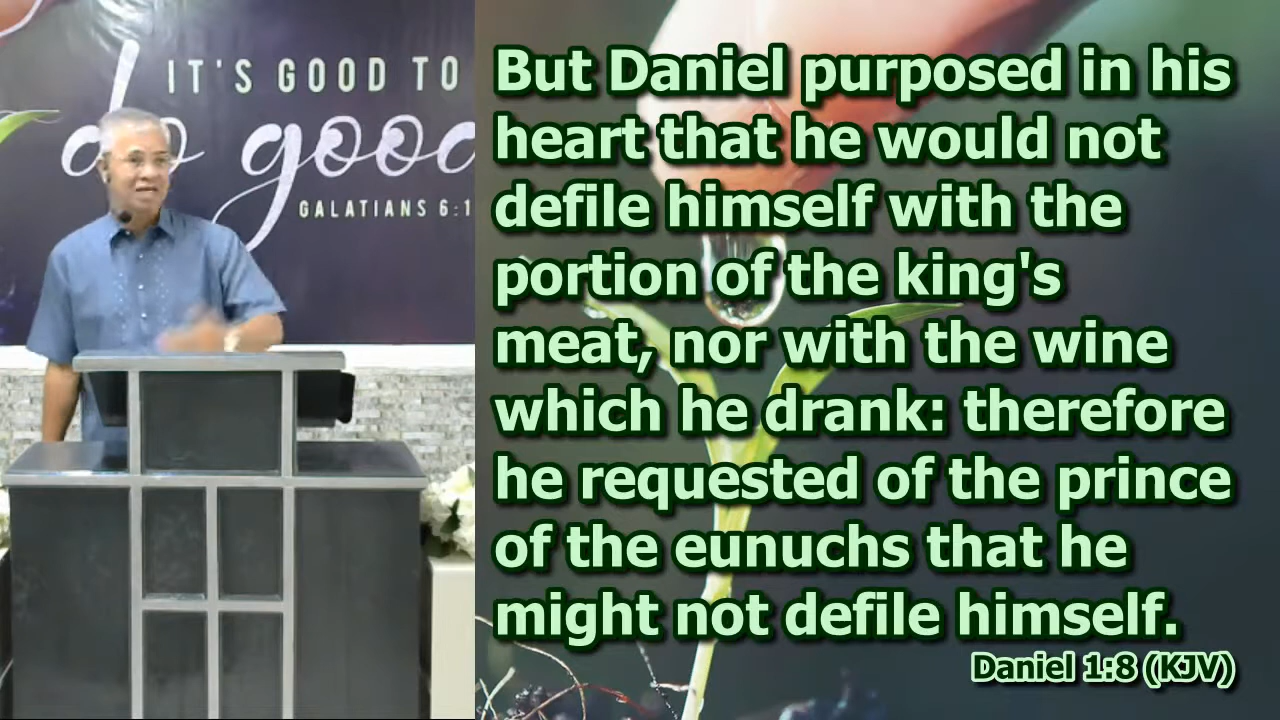 IT'S GOOD TO
do good
GALATIANS 6:1
But Daniel purposed in his
heart that he would not
defile himself with the
portion of the king's
meat, nor with the wine
which he drank: therefore
he requested of the prince
of the eunuchs that he
might not defile himself.
Daniel 1:8 (KJV)